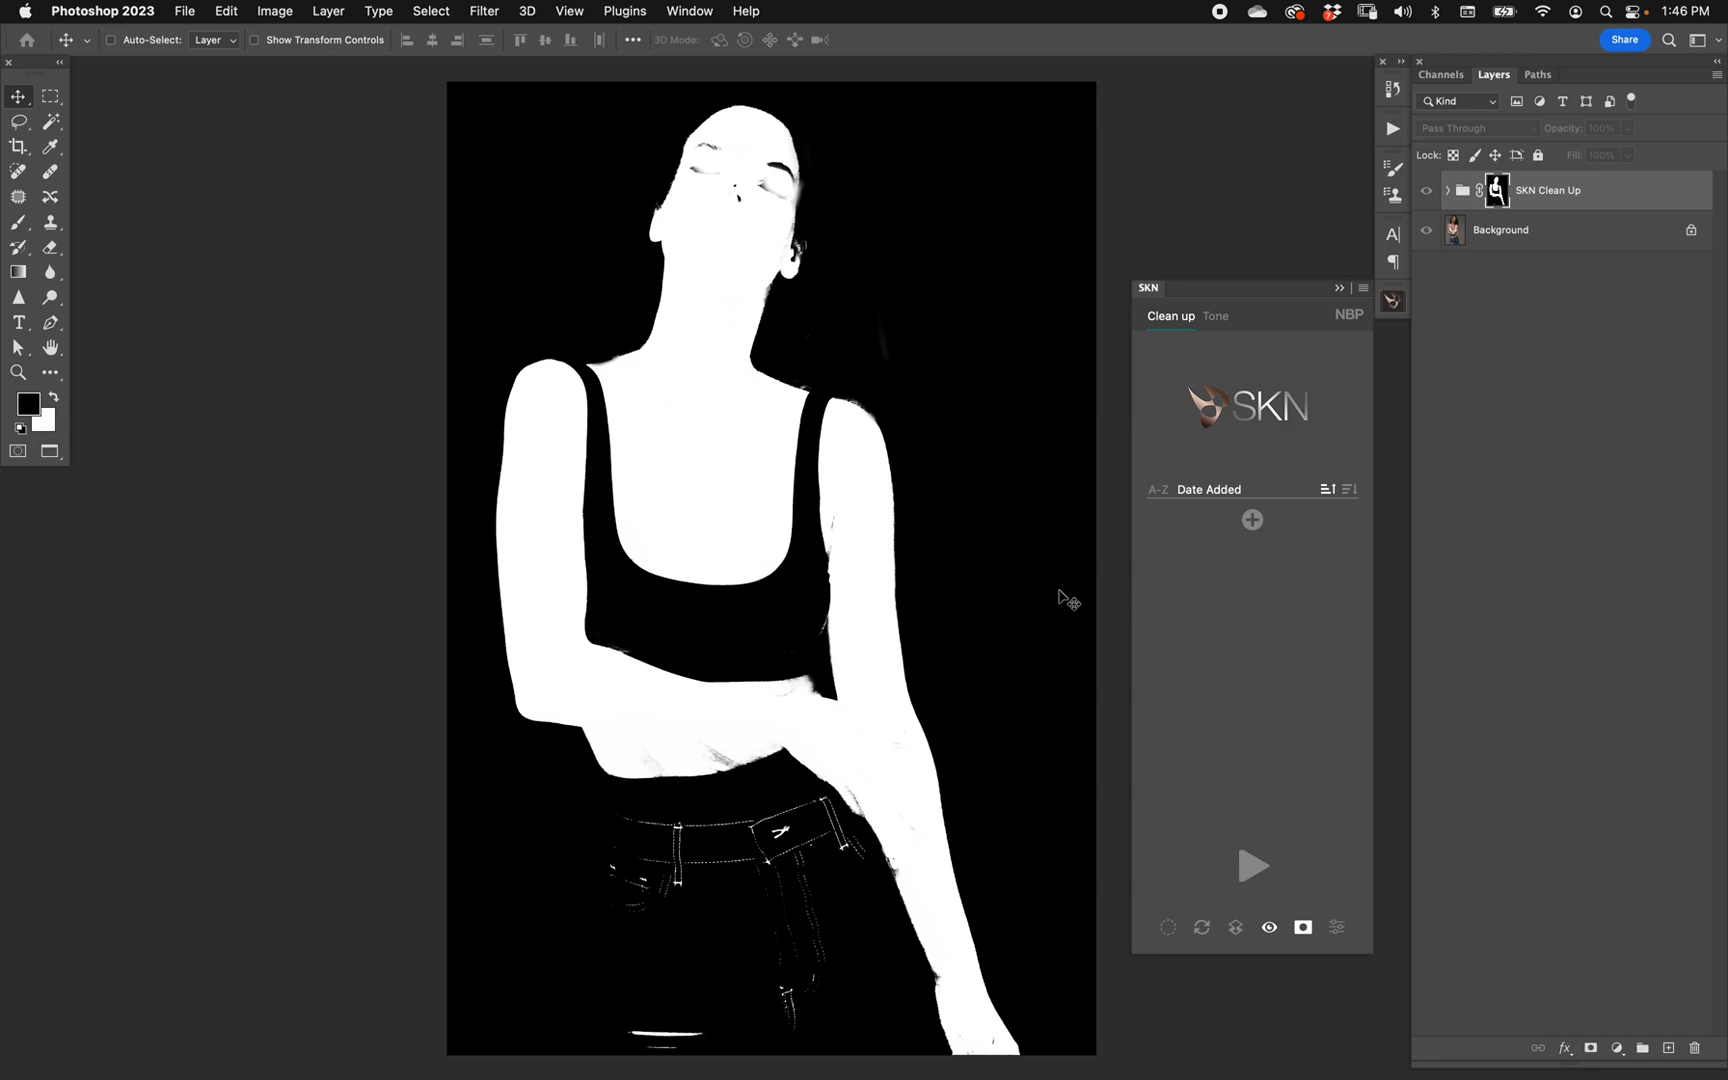 Photoshop 2023 File Edit Image Layer Type Select Filter 3D View Plugins Window Help 1:46 PM
Auto-Select: Layer Show Transform Controls 3D Mode: Share
Channels Layers Paths
Kind
Pass Through Opacity: 100%
Lock: Fill: 100%
SKN Clean Up
Background
SKN
Clean up Tone NBP
SKN
A-Z Date Added